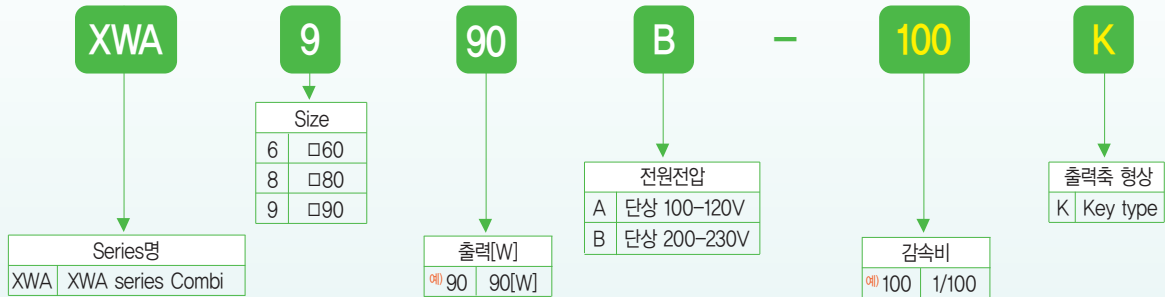 XWA 9 90 B - 100 K
Size
6 □60
8 □80
9 □90
전원전압
A 단상 100-120V
B 단상 200-230V
출력축 형상
K Key type
Series명
XWA XWA series Combi
출력[W]
예) 90 90[W]
감속비
예) 100 1/100